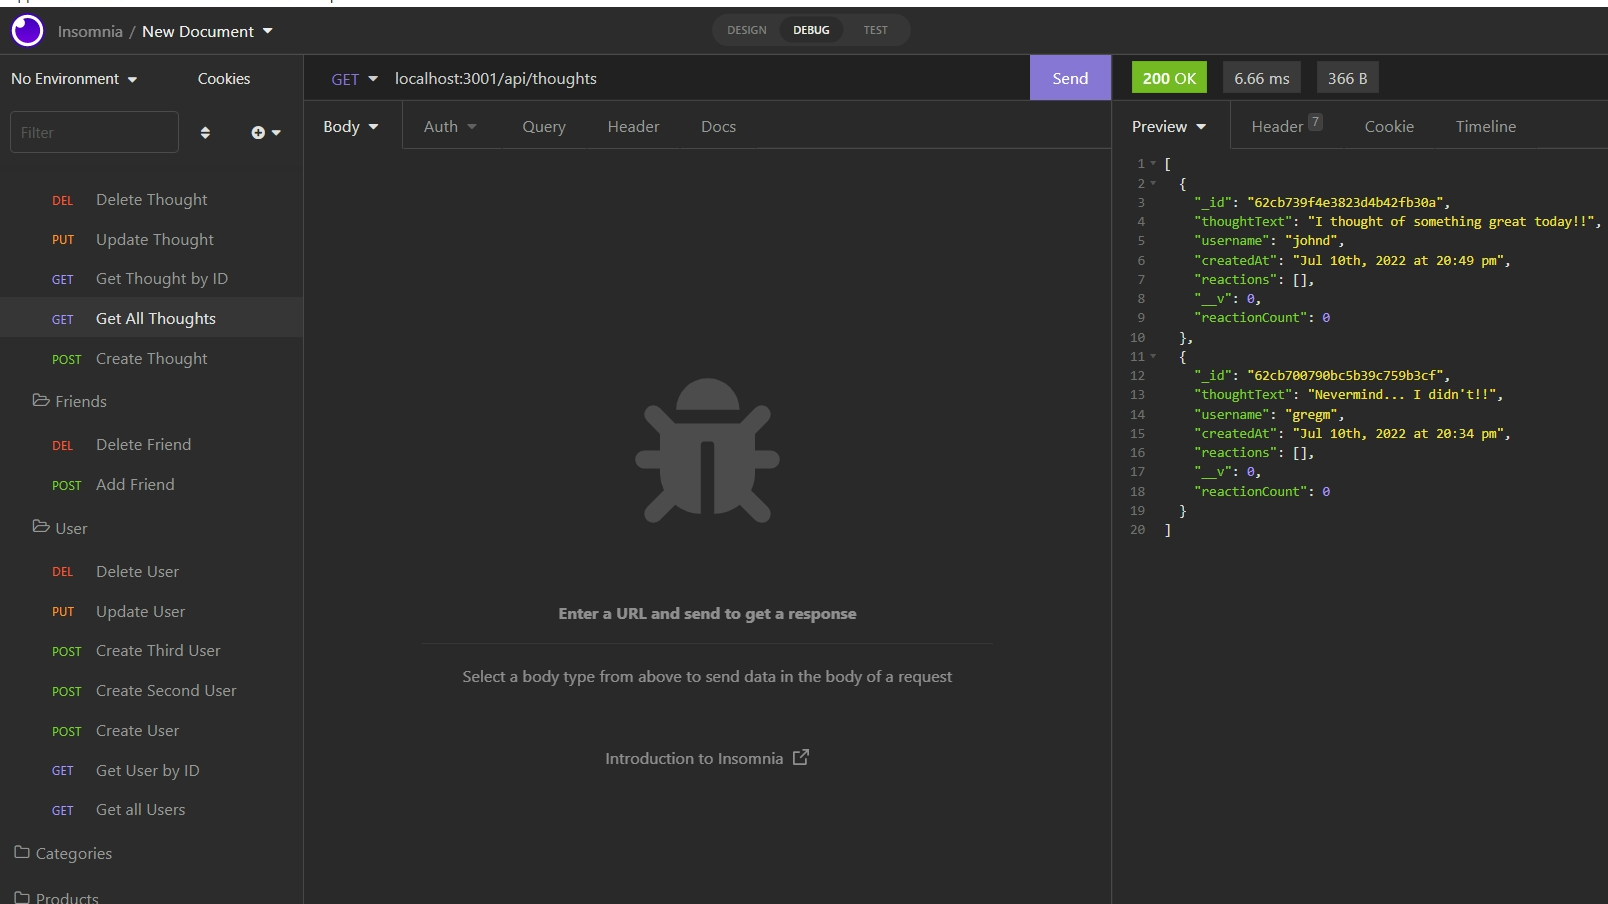 Insomnia / New Document
DESIGN DEBUG TEST
No Environment Cookies
Filter
DEL Delete Thought
PUT Update Thought
GET Get Thought by ID
GET Get All Thoughts
POST Create Thought
Friends
DEL Delete Friend
POST Add Friend
User
DEL Delete User
PUT Update User
POST Create Third User
POST Create Second User
POST Create User
GET Get User by ID
GET Get all Users
Categories
Products
GET localhost:3001/api/thoughts Send
Body Auth Query Header Docs
Enter a URL and send to get a response
Select a body type from above to send data in the body of a request
Introduction to Insomnia
200 OK 6.66 ms 366 B
Preview Header 7 Cookie Timeline
1 [
2 {
3 "_id": "62cb739f4e3823d4b42fb30a",
4 "thoughtText": "I thought of something great today!!",
5 "username": "johnd",
6 "createdAt": "Jul 10th, 2022 at 20:49 pm",
7 "reactions": [],
8 "__v": 0,
9 "reactionCount": 0
10 },
11 {
12 "_id": "62cb700790bc5b39c759b3cf",
13 "thoughtText": "Nevermind... I didn't!!",
14 "username": "gregm",
15 "createdAt": "Jul 10th, 2022 at 20:34 pm",
16 "reactions": [],
17 "__v": 0,
18 "reactionCount": 0
19 }
20 ]